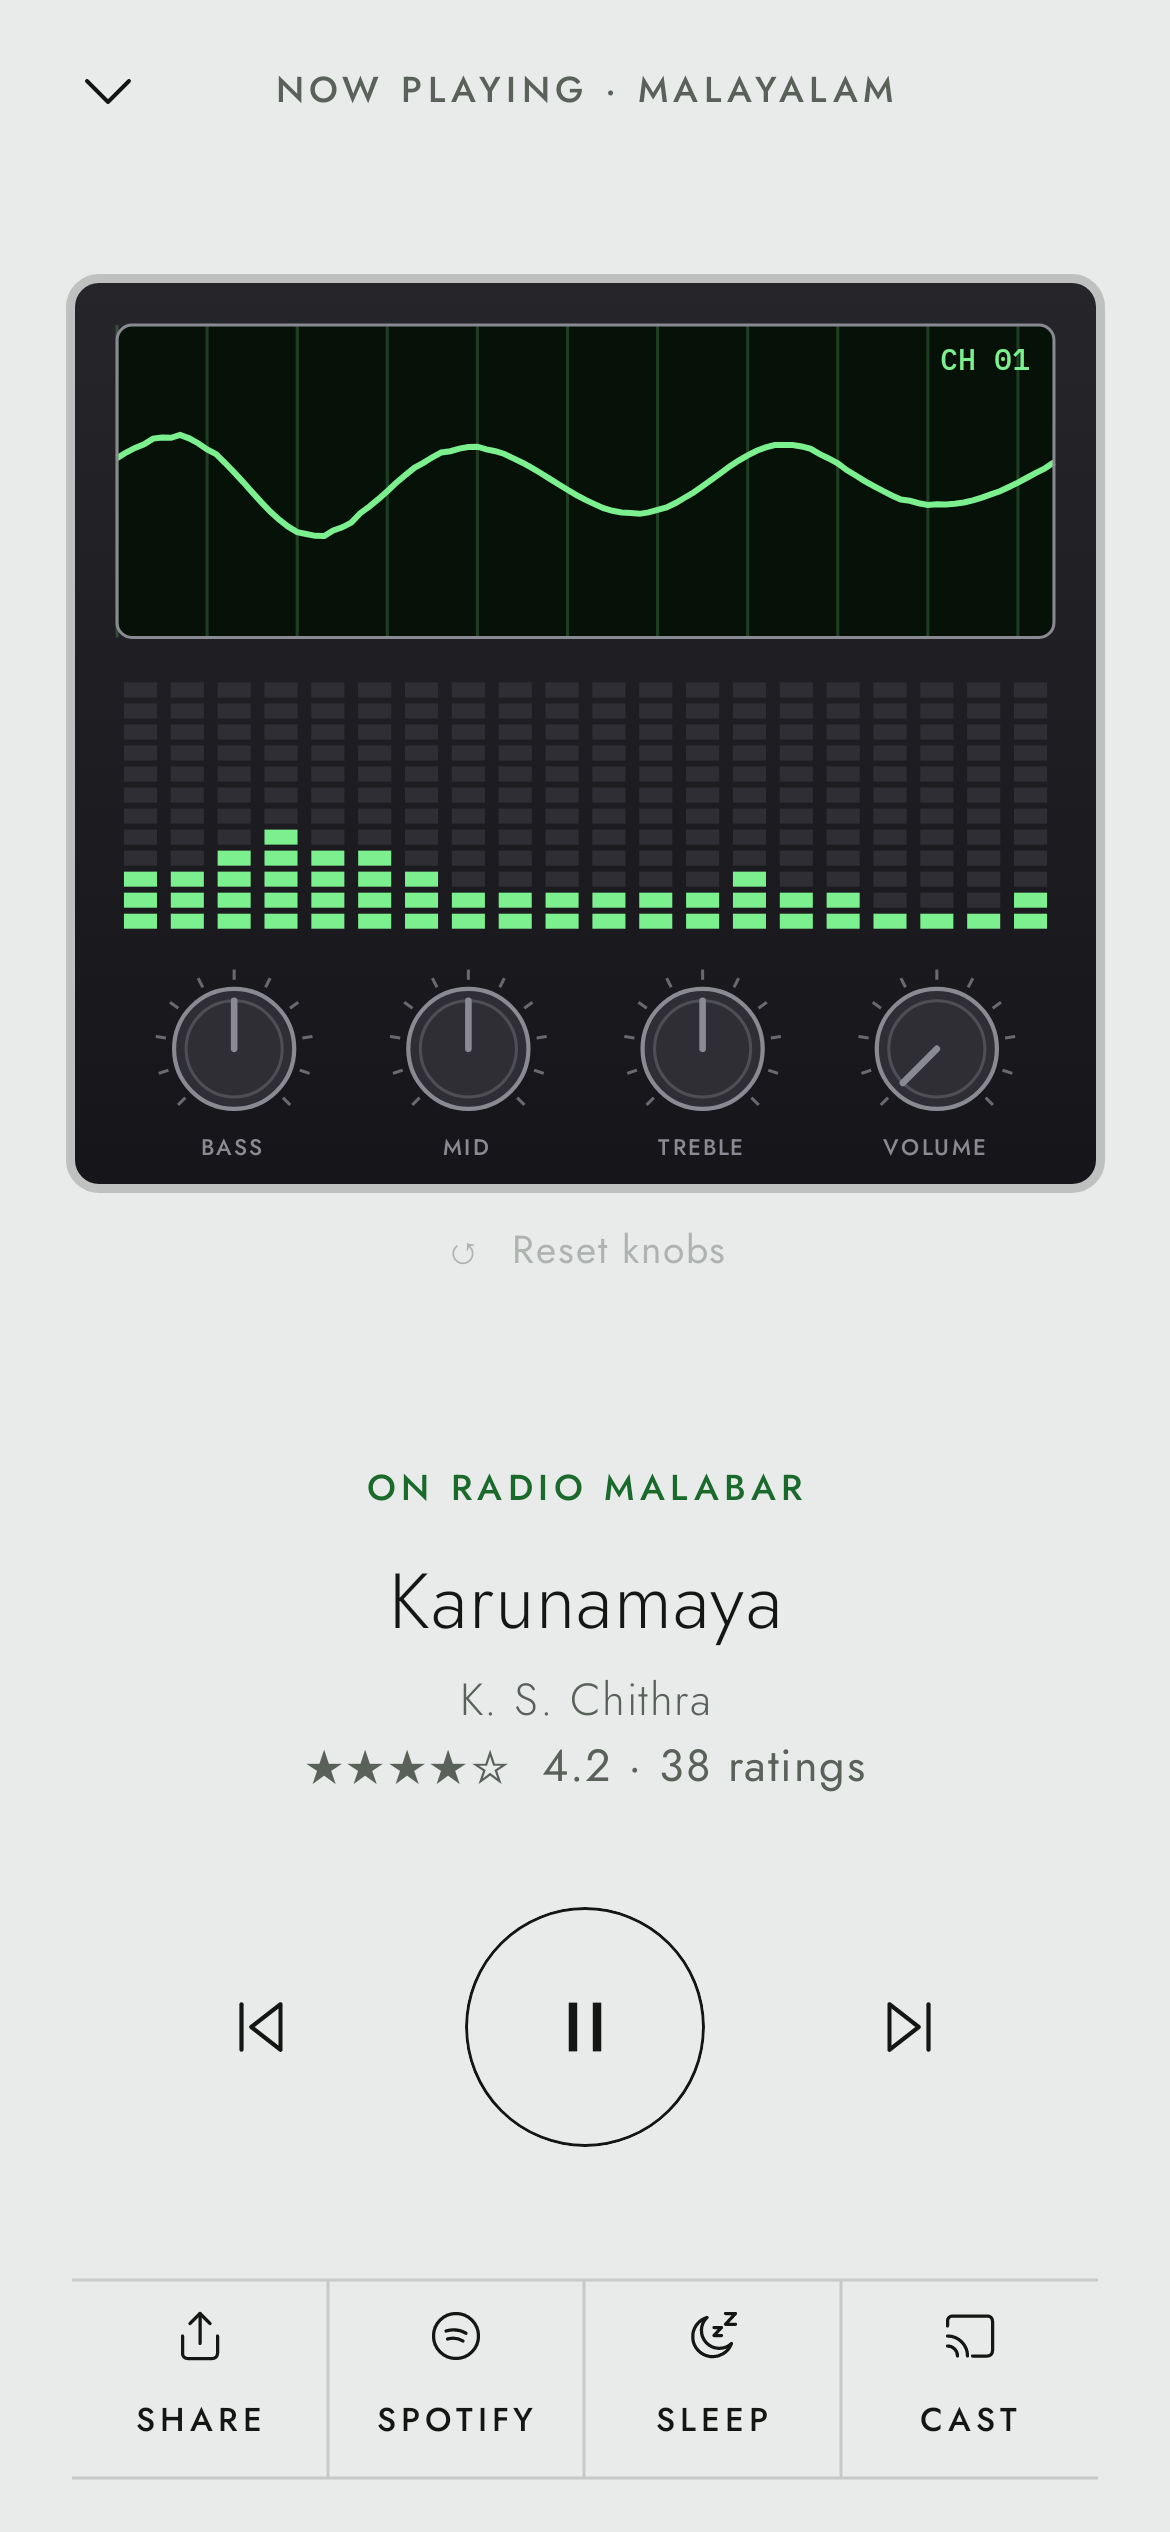 NOW PLAYING · MALAYALAM
CH 01
BASS MID TREBLE VOLUME
Reset knobs
ON RADIO MALABAR
Karunamaya
K. S. Chithra
★★★★☆ 4.2 · 38 ratings
SHARE SPOTIFY SLEEP CAST